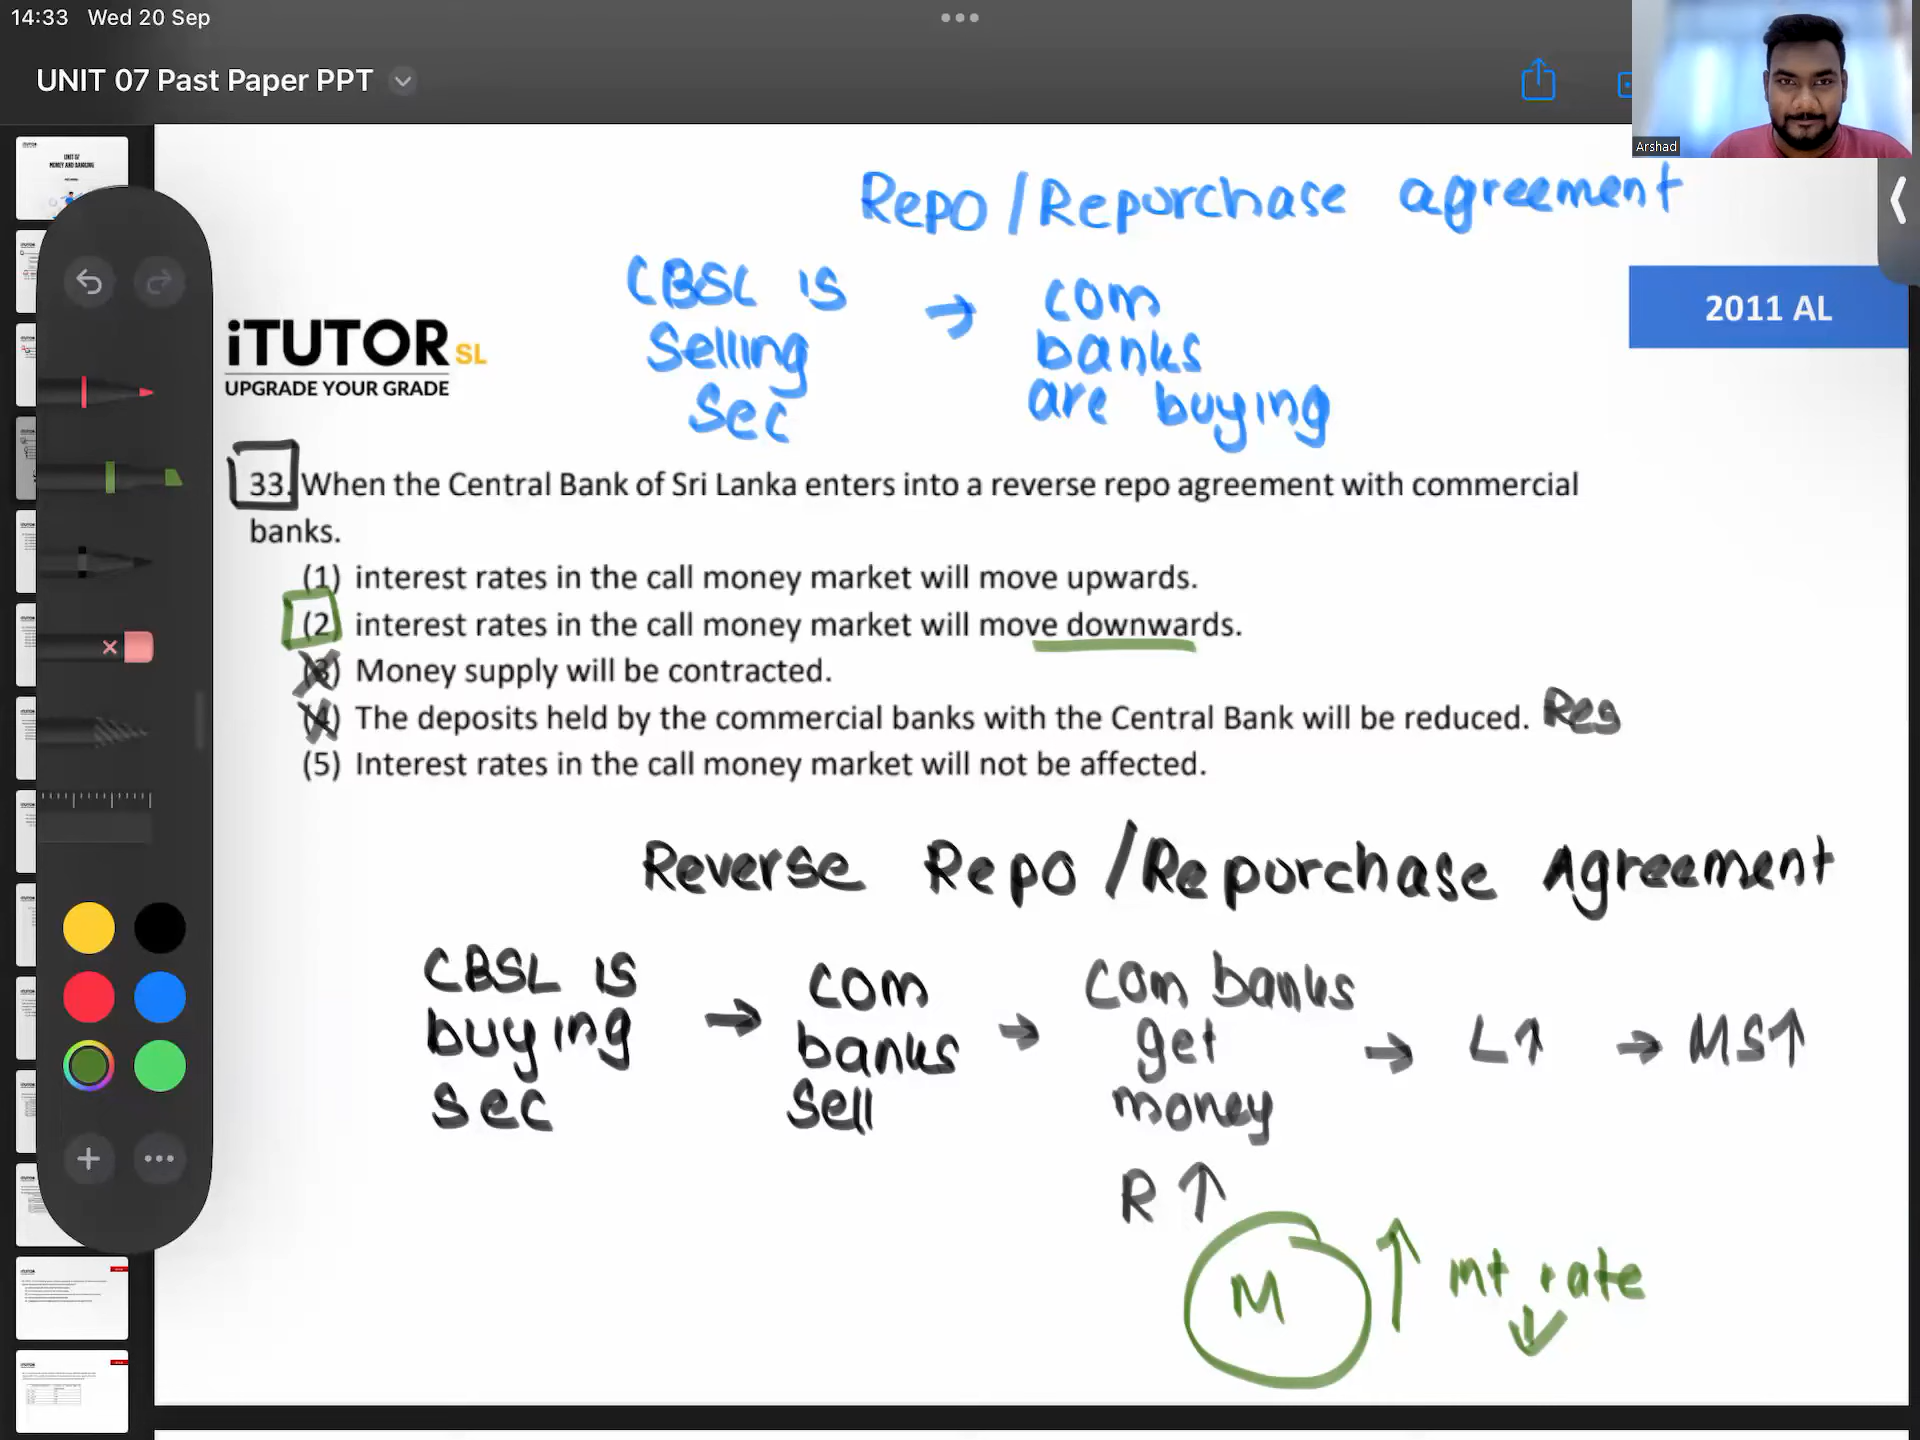 14:33 Wed 20 Sep
UNIT 07 Past Paper PPT
Arshad
Repo / Repurchase agreement
CBSL is → com
Selling banks
Sec are buying
2011 AL
iTUTOR SL
UPGRADE YOUR GRADE
33. When the Central Bank of Sri Lanka enters into a reverse repo agreement with commercial
banks.
(1) interest rates in the call money market will move upwards.
(2 interest rates in the call money market will move downwards.
(3) Money supply will be contracted.
(4) The deposits held by the commercial banks with the Central Bank will be reduced. Res
(5) Interest rates in the call money market will not be affected.
Reverse Repo / Repurchase Agreement
CBSL is → com → com banks → L↑ → MS↑
buying banks get
sec sell money
R ↑
M ↑ mt rate
↓
UNIT 07
MONEY AND BANKING